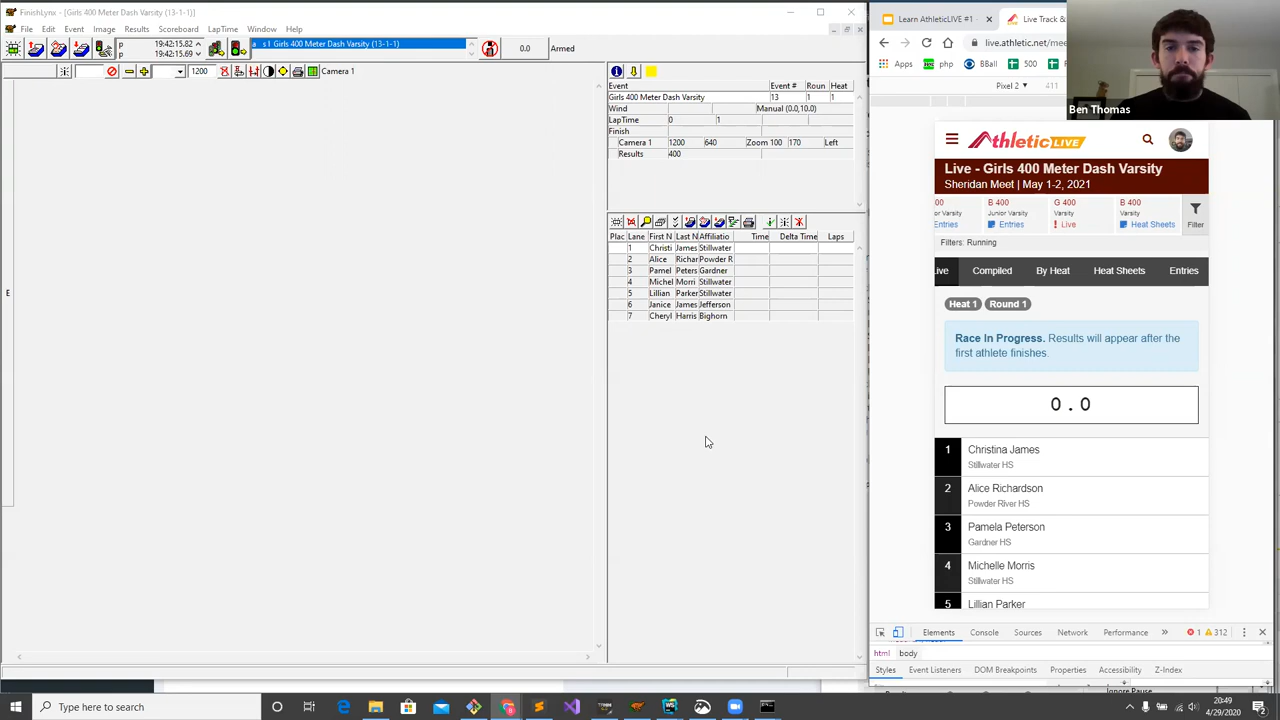 FinishLynx - [Girls 400 Meter Dash Varsity (13-1-1)]
File Edit Event Image Results Scoreboard LapTime Window Help
p 19:42:15.82
p 19:42:15.69
a s l Girls 400 Meter Dash Varsity (13-1-1)
0.0 Armed
1200 Camera 1
Event Event # Roun Heat
Girls 400 Meter Dash Varsity 13 1 1
Wind Manual (0.0,10.0)
LapTime 0 1
Finish
Camera 1 1200 640 Zoom 100 170 Left
Results 400
Plac Lane First N Last N Affiliatio Time Delta Time Laps
1 Christi James Stillwater
2 Alice Richar Powder R
3 Pamel Peters Gardner
4 Michel Morri Stillwater
5 Lillian Parker Stillwater
6 Janice James Jefferson
7 Cheryl Harris Bighorn
E
Learn AthleticLIVE #1 -
Live Track &
live.athletic.net/mee
Apps php BBall 500
Pixel 2 411
Ben Thomas
AthleticLIVE
Live - Girls 400 Meter Dash Varsity
Sheridan Meet | May 1-2, 2021
00 B 400 G 400 B 400
or Varsity Junior Varsity Varsity Varsity
Entries Entries Live Heat Sheets Filter
Filters: Running
ive Compiled By Heat Heat Sheets Entries
Heat 1 Round 1
Race In Progress. Results will appear after the
first athlete finishes.
0.0
1 Christina James
Stillwater HS
2 Alice Richardson
Powder River HS
3 Pamela Peterson
Gardner HS
4 Michelle Morris
Stillwater HS
5 Lillian Parker
Elements Console Sources Network Performance » 1 312
html body
Styles Event Listeners DOM Breakpoints Properties Accessibility Z-Index
Ignore Pause
Type here to search
20:49
4/29/2020